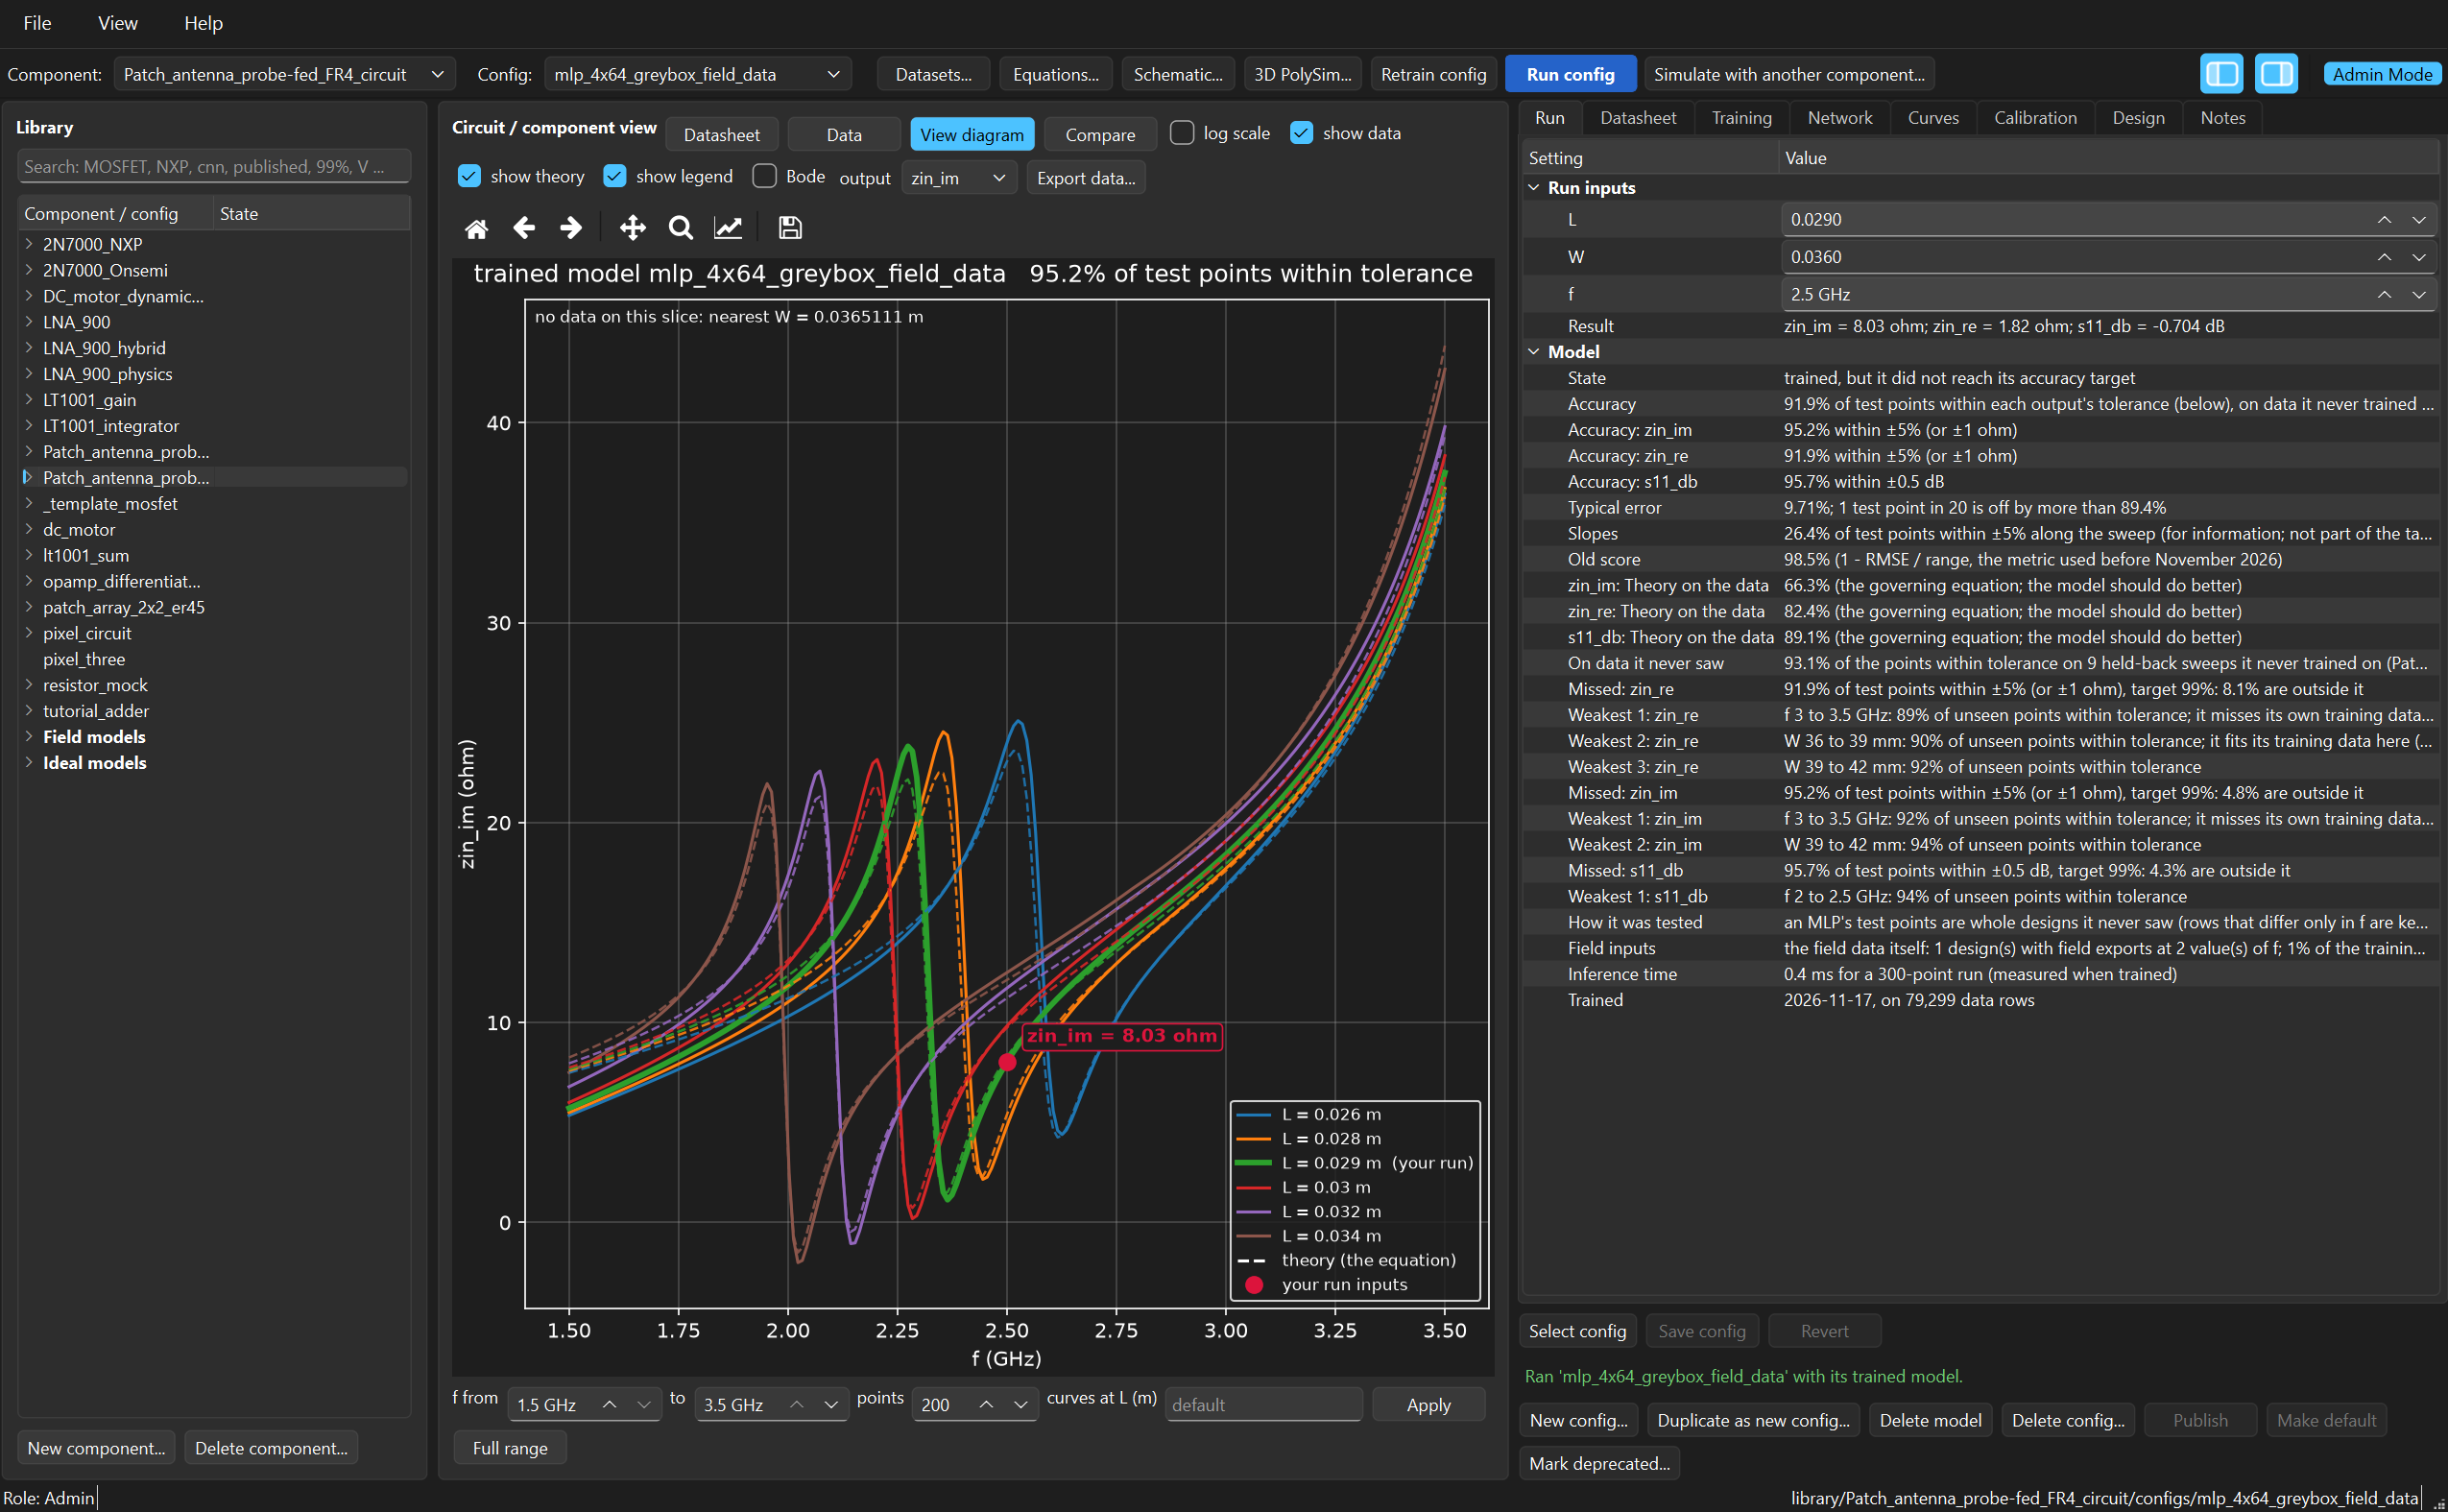 File View Help
Component: Patch_antenna_probe-fed_FR4_circuit Config: mlp_4x64_greybox_field_data Datasets... Equations... Schematic... 3D PolySim... Retrain config Run config Simulate with another component... Admin Mode
Library
Search: MOSFET, NXP, cnn, published, 99%, V ...
Component / config State
2N7000_NXP
2N7000_Onsemi
DC_motor_dynamic...
LNA_900
LNA_900_hybrid
LNA_900_physics
LT1001_gain
LT1001_integrator
Patch_antenna_prob...
Patch_antenna_prob...
_template_mosfet
dc_motor
lt1001_sum
opamp_differentiat...
patch_array_2x2_er45
pixel_circuit
pixel_three
resistor_mock
tutorial_adder
Field models
Ideal models
New component... Delete component...
Circuit / component view Datasheet Data View diagram Compare log scale show data
show theory show legend Bode output zin_im Export data...
trained model mlp_4x64_greybox_field_data 95.2% of test points within tolerance
no data on this slice: nearest W = 0.0365111 m
zin_im (ohm)
40
30
20
10
0
zin_im = 8.03 ohm
L = 0.026 m
L = 0.028 m
L = 0.029 m (your run)
L = 0.03 m
L = 0.032 m
L = 0.034 m
theory (the equation)
your run inputs
1.50 1.75 2.00 2.25 2.50 2.75 3.00 3.25 3.50
f (GHz)
f from 1.5 GHz to 3.5 GHz points 200 curves at L (m) default Apply
Full range
Run Datasheet Training Network Curves Calibration Design Notes
Setting Value
Run inputs
L 0.0290
W 0.0360
f 2.5 GHz
Result zin_im = 8.03 ohm; zin_re = 1.82 ohm; s11_db = -0.704 dB
Model
State trained, but it did not reach its accuracy target
Accuracy 91.9% of test points within each output's tolerance (below), on data it never trained ...
Accuracy: zin_im 95.2% within ±5% (or ±1 ohm)
Accuracy: zin_re 91.9% within ±5% (or ±1 ohm)
Accuracy: s11_db 95.7% within ±0.5 dB
Typical error 9.71%; 1 test point in 20 is off by more than 89.4%
Slopes 26.4% of test points within ±5% along the sweep (for information; not part of the ta...
Old score 98.5% (1 - RMSE / range, the metric used before November 2026)
zin_im: Theory on the data 66.3% (the governing equation; the model should do better)
zin_re: Theory on the data 82.4% (the governing equation; the model should do better)
s11_db: Theory on the data 89.1% (the governing equation; the model should do better)
On data it never saw 93.1% of the points within tolerance on 9 held-back sweeps it never trained on (Pat...
Missed: zin_re 91.9% of test points within ±5% (or ±1 ohm), target 99%: 8.1% are outside it
Weakest 1: zin_re f 3 to 3.5 GHz: 89% of unseen points within tolerance; it misses its own training data...
Weakest 2: zin_re W 36 to 39 mm: 90% of unseen points within tolerance; it fits its training data here (...
Weakest 3: zin_re W 39 to 42 mm: 92% of unseen points within tolerance
Missed: zin_im 95.2% of test points within ±5% (or ±1 ohm), target 99%: 4.8% are outside it
Weakest 1: zin_im f 3 to 3.5 GHz: 92% of unseen points within tolerance; it misses its own training data...
Weakest 2: zin_im W 39 to 42 mm: 94% of unseen points within tolerance
Missed: s11_db 95.7% of test points within ±0.5 dB, target 99%: 4.3% are outside it
Weakest 1: s11_db f 2 to 2.5 GHz: 94% of unseen points within tolerance
How it was tested an MLP's test points are whole designs it never saw (rows that differ only in f are ke...
Field inputs the field data itself: 1 design(s) with field exports at 2 value(s) of f; 1% of the trainin...
Inference time 0.4 ms for a 300-point run (measured when trained)
Trained 2026-11-17, on 79,299 data rows
Select config Save config Revert
Ran 'mlp_4x64_greybox_field_data' with its trained model.
New config... Duplicate as new config... Delete model Delete config... Publish Make default
Mark deprecated...
Role: Admin library/Patch_antenna_probe-fed_FR4_circuit/configs/mlp_4x64_greybox_field_data